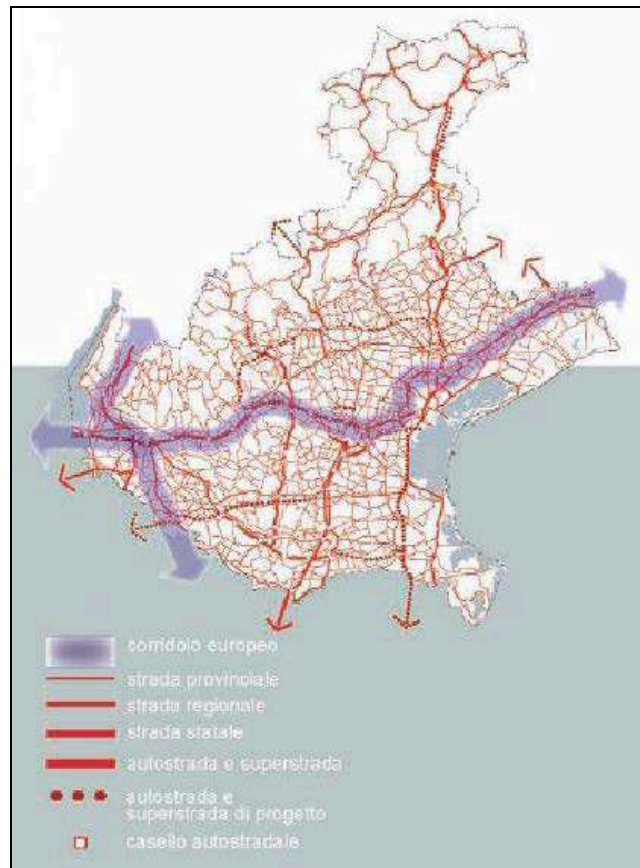 corridoio europeo
strada provinciale
strada regionale
strada statale
autostrada e superstrada
autostrada e
superstrada di progetto
casello autostradale